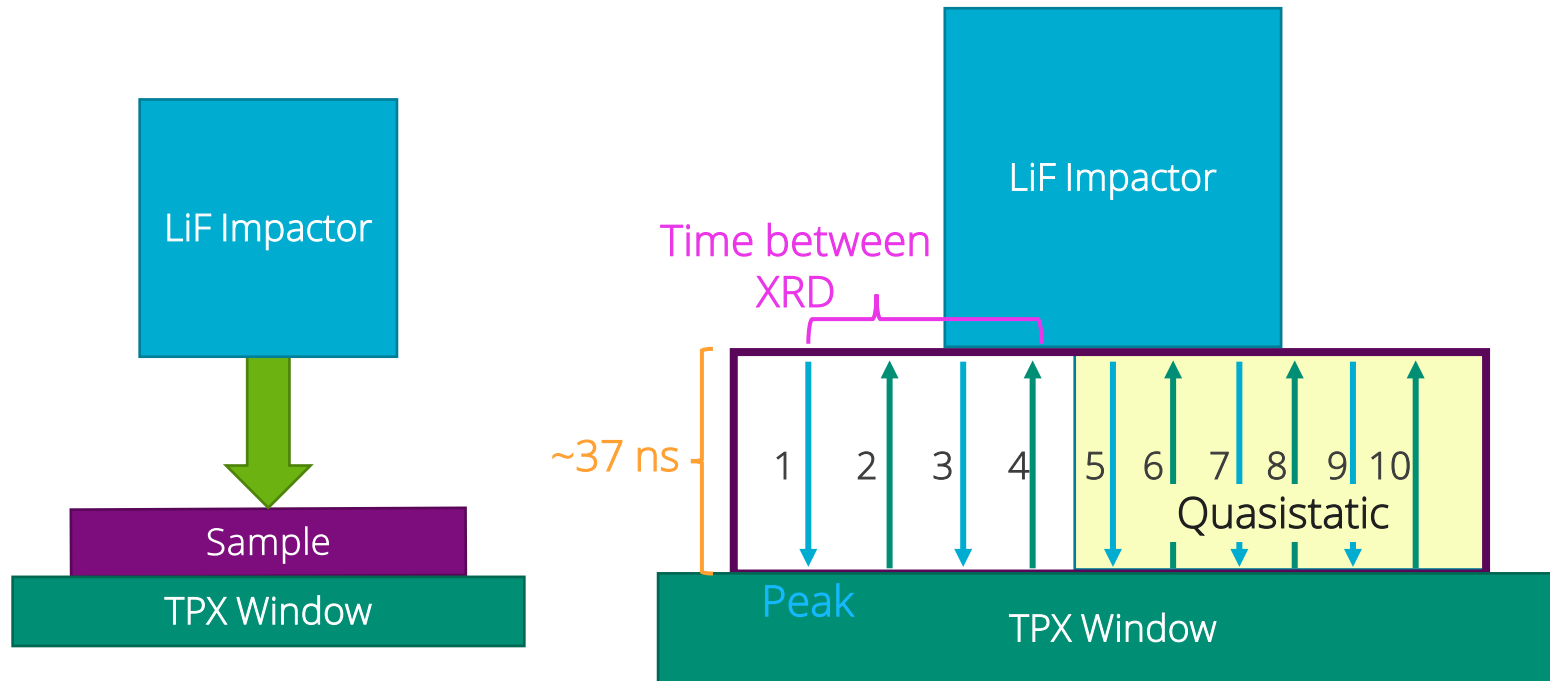 LiF Impactor
Sample
TPX Window
LiF Impactor
Time between
XRD
~37 ns
1 2 3 4 5 6 7 8 9 10
Quasistatic
Peak
TPX Window